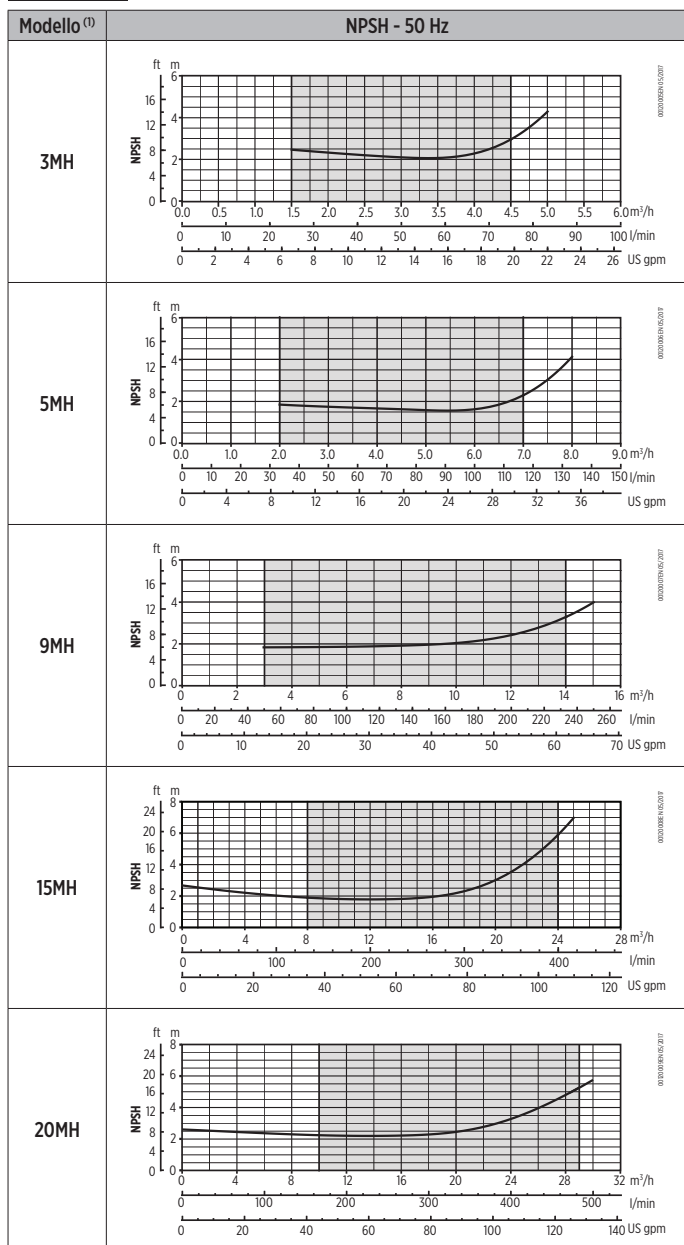 Modello (1) NPSH - 50 Hz
3MH
ft m
NPSH
16
12
8
4
0
6
4
2
0
0.0 0.5 1.0 1.5 2.0 2.5 3.0 3.5 4.0 4.5 5.0 5.5 6.0 m³/h
0 10 20 30 40 50 60 70 80 90 100 l/min
0 2 4 6 8 10 12 14 16 18 20 22 24 26 US gpm
5MH
ft m
NPSH
16
12
8
4
0
6
4
2
0
0.0 1.0 2.0 3.0 4.0 5.0 6.0 7.0 8.0 9.0 m³/h
0 10 20 30 40 50 60 70 80 90 100 110 120 130 140 150 l/min
0 4 8 12 16 20 24 28 32 36 US gpm
9MH
ft m
NPSH
16
12
8
4
0
6
4
2
0
0 2 4 6 8 10 12 14 16 m³/h
0 20 40 60 80 100 120 140 160 180 200 220 240 260 l/min
0 10 20 30 40 50 60 70 US gpm
15MH
ft m
NPSH
24
20
16
12
8
4
0
8
6
4
2
0
0 4 8 12 16 20 24 28 m³/h
0 100 200 300 400 l/min
0 20 40 60 80 100 120 US gpm
20MH
ft m
NPSH
24
20
16
12
8
4
0
8
6
4
2
0
0 4 8 12 16 20 24 28 32 m³/h
0 100 200 300 400 500 l/min
0 20 40 60 80 100 120 140 US gpm